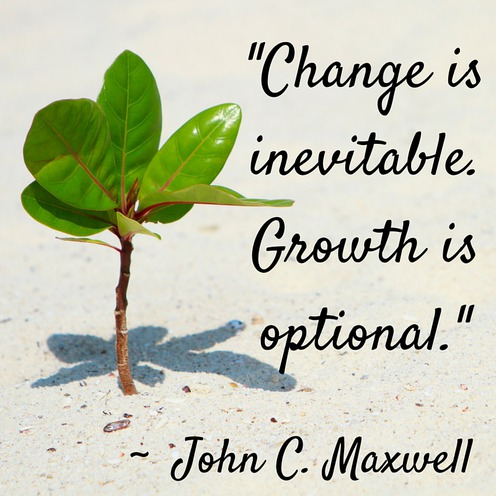 "Change is
inevitable.
Growth is
optional."
~ John C. Maxwell